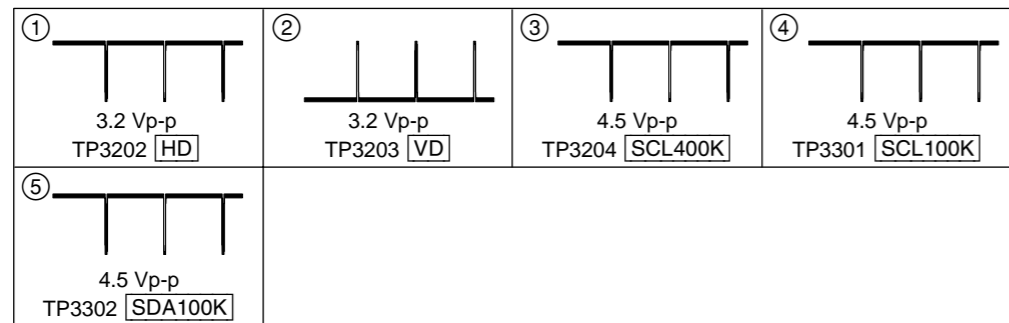 ①
3.2 Vp-p
TP3202 HD
②
3.2 Vp-p
TP3203 VD
③
4.5 Vp-p
TP3204 SCL400K
④
4.5 Vp-p
TP3301 SCL100K
⑤
4.5 Vp-p
TP3302 SDA100K